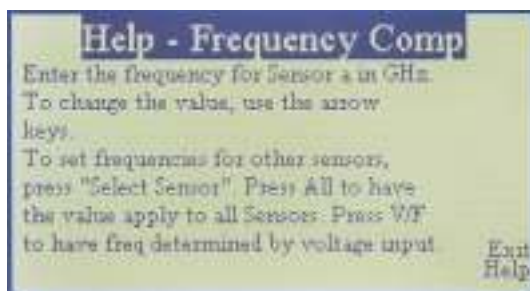 Help - Frequency Comp
Enter the frequency for Sensor a in GHz.
To change the value, use the arrow
keys.
To set frequencies for other sensors,
press "Select Sensor". Press All to have
the value apply to all Sensors. Press V/F
to have freq determined by voltage input.
Exit
Help